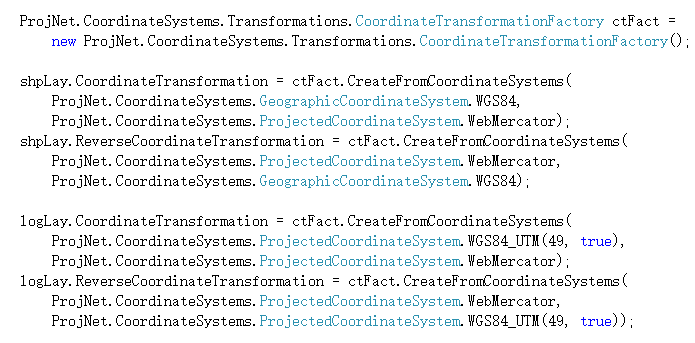 ProjNet.CoordinateSystems.Transformations.CoordinateTransformationFactory ctFact =
new ProjNet.CoordinateSystems.Transformations.CoordinateTransformationFactory();
shpLay.CoordinateTransformation = ctFact.CreateFromCoordinateSystems(
ProjNet.CoordinateSystems.GeographicCoordinateSystem.WGS84,
ProjNet.CoordinateSystems.ProjectedCoordinateSystem.WebMercator);
shpLay.ReverseCoordinateTransformation = ctFact.CreateFromCoordinateSystems(
ProjNet.CoordinateSystems.ProjectedCoordinateSystem.WebMercator,
ProjNet.CoordinateSystems.GeographicCoordinateSystem.WGS84);
logLay.CoordinateTransformation = ctFact.CreateFromCoordinateSystems(
ProjNet.CoordinateSystems.ProjectedCoordinateSystem.WGS84_UTM(49, true),
ProjNet.CoordinateSystems.ProjectedCoordinateSystem.WebMercator);
logLay.ReverseCoordinateTransformation = ctFact.CreateFromCoordinateSystems(
ProjNet.CoordinateSystems.ProjectedCoordinateSystem.WebMercator,
ProjNet.CoordinateSystems.ProjectedCoordinateSystem.WGS84_UTM(49, true));